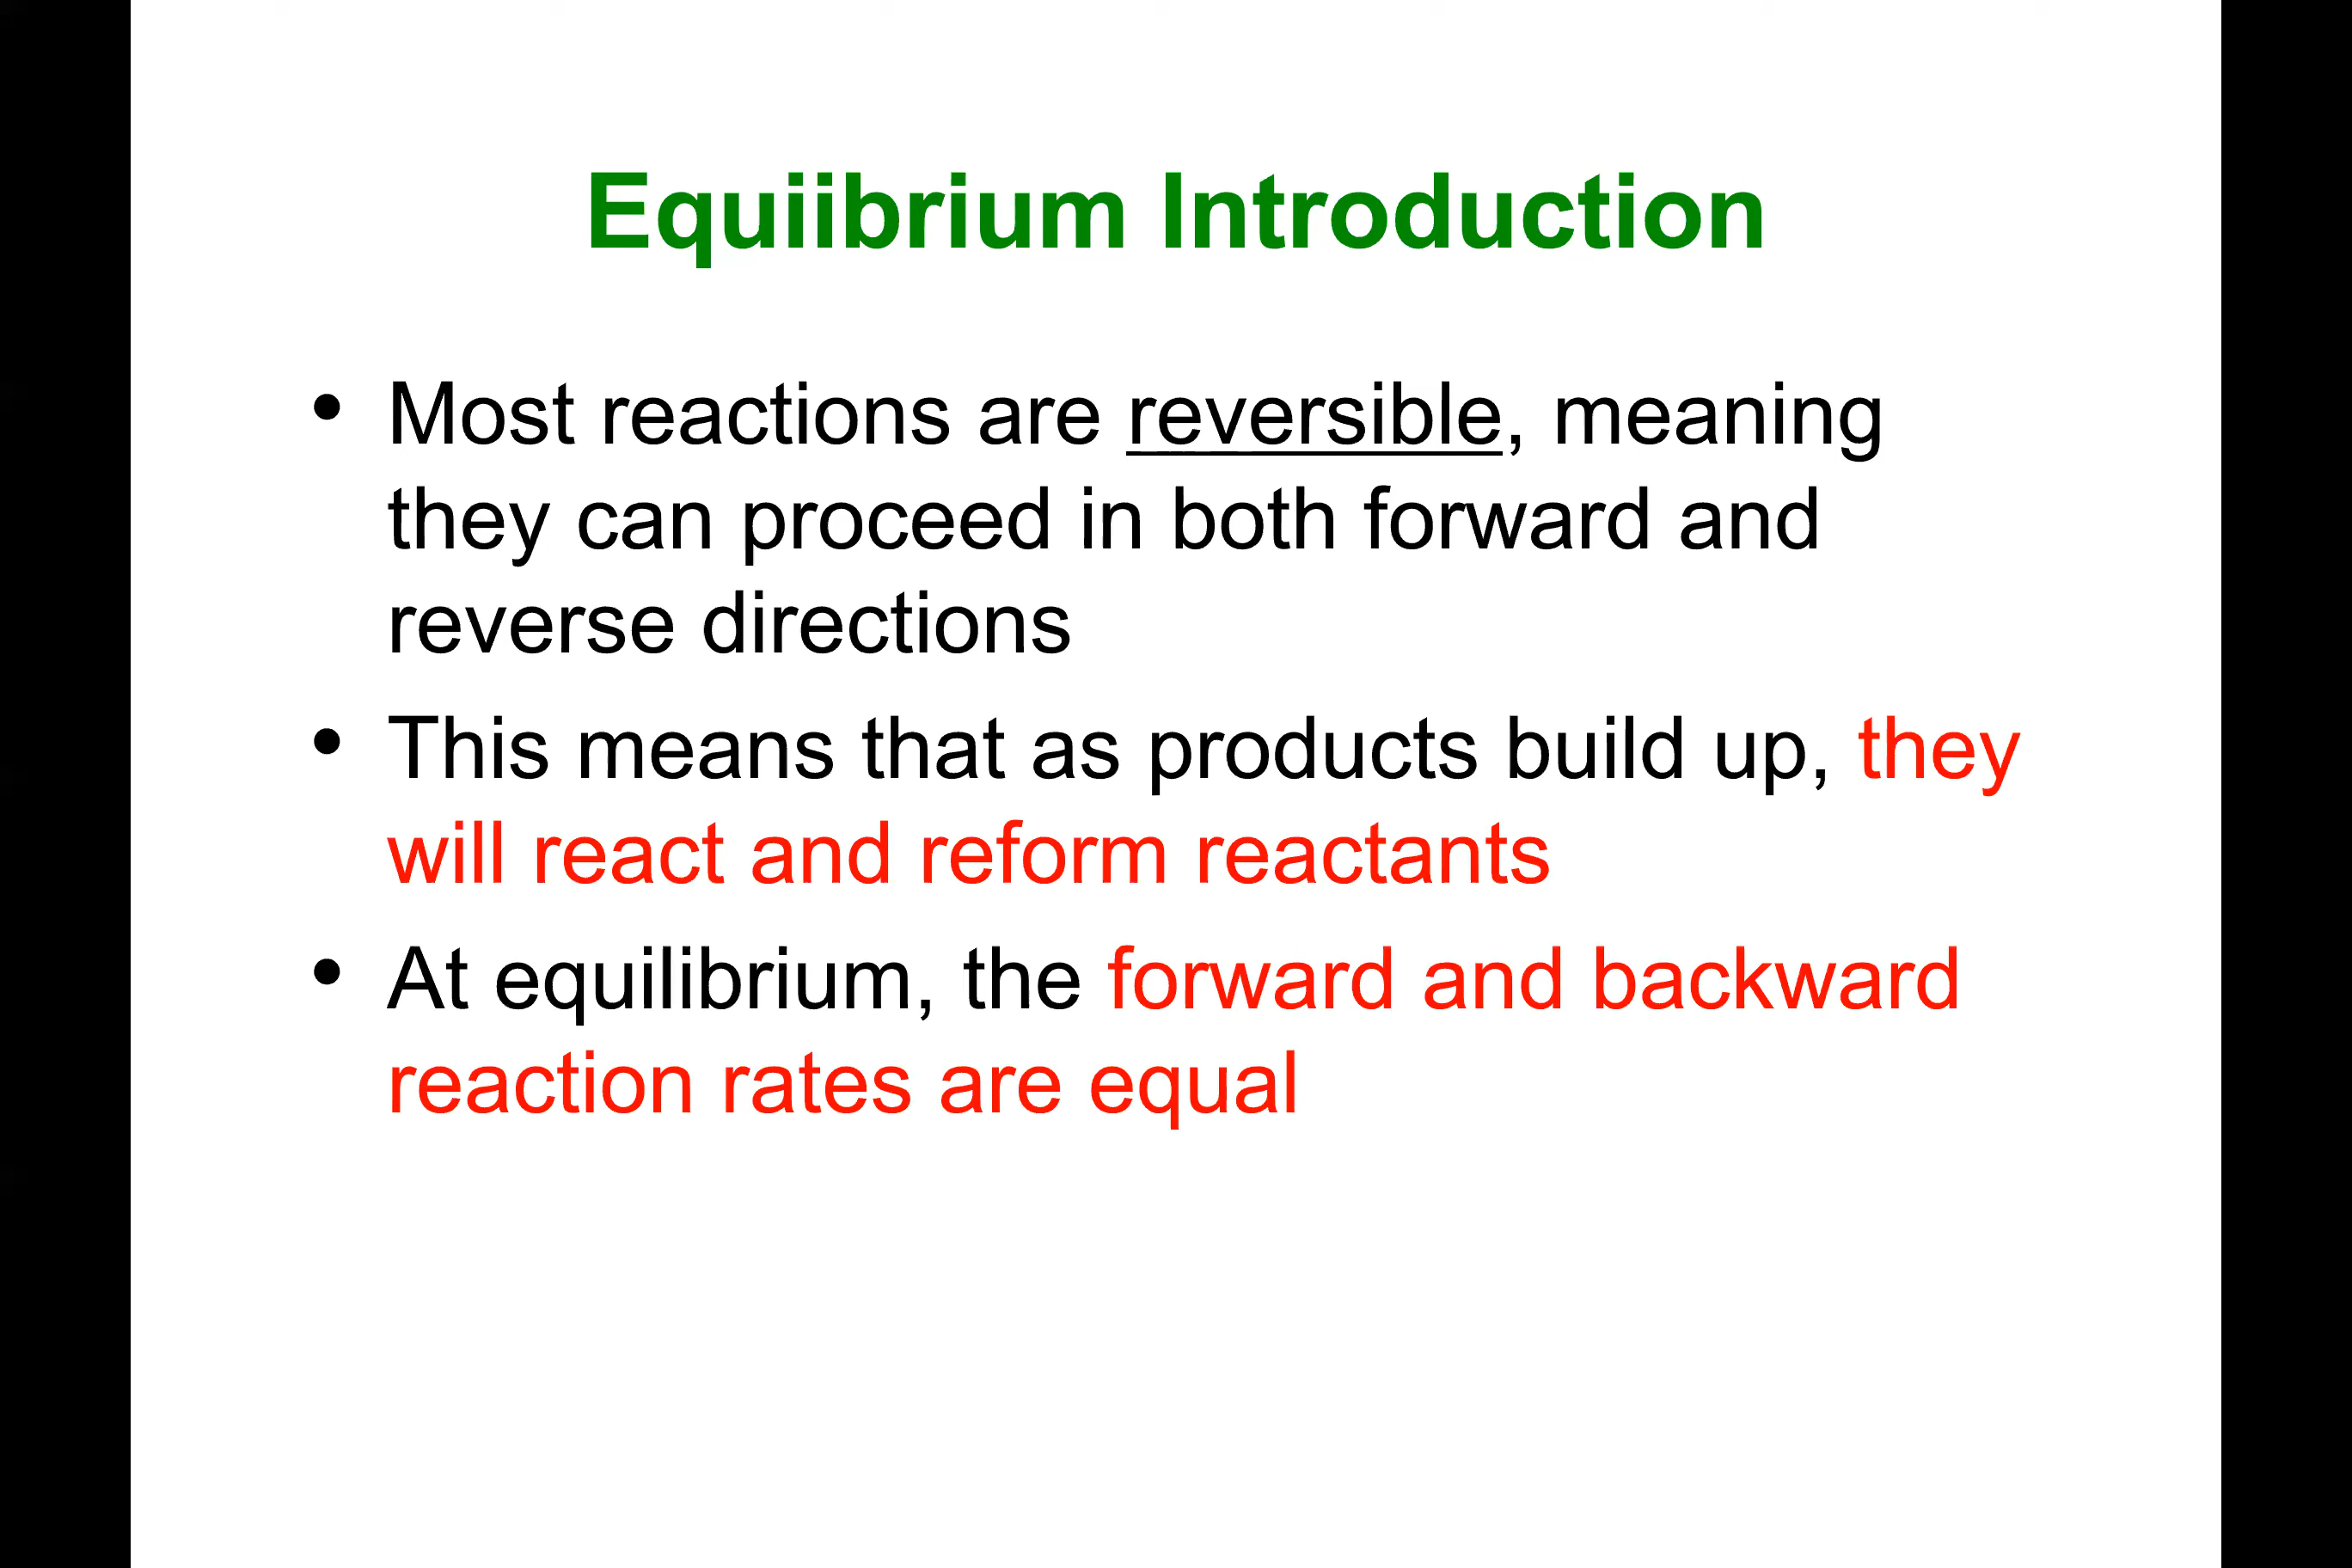 Equiibrium Introduction
• Most reactions are reversible, meaning
they can proceed in both forward and
reverse directions
• This means that as products build up, they
will react and reform reactants
• At equilibrium, the forward and backward
reaction rates are equal